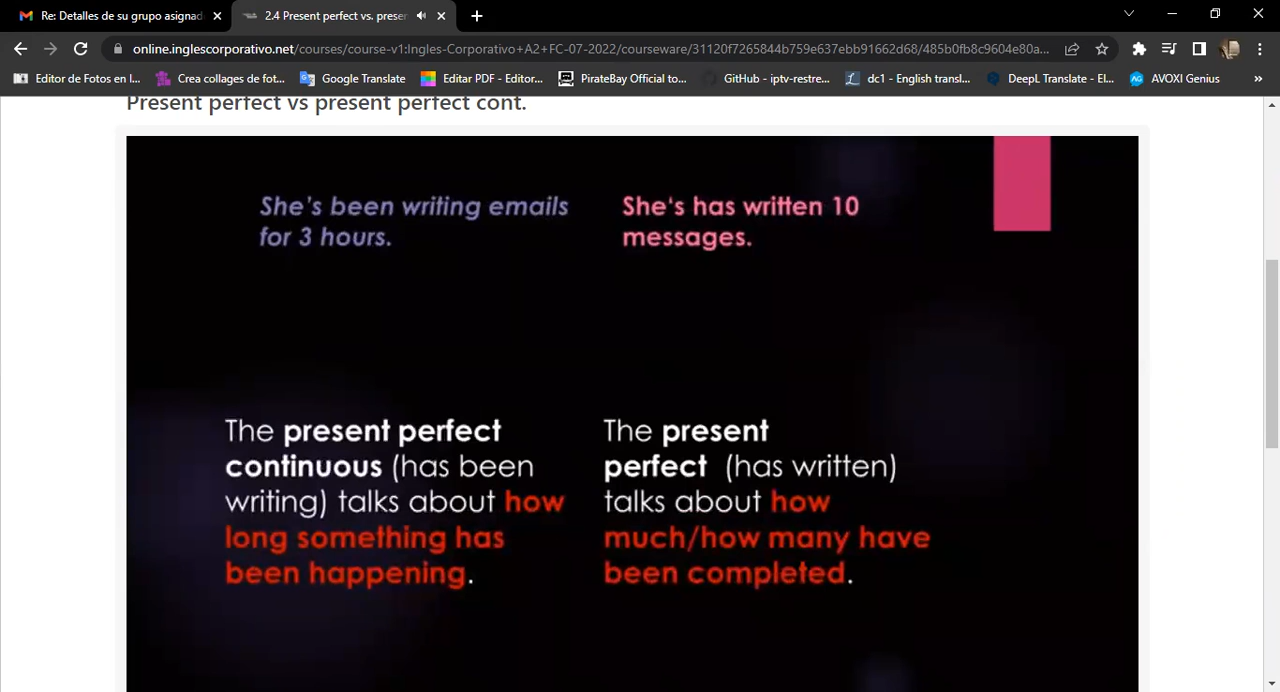 Re: Detalles de su grupo asignad
2.4 Present perfect vs. preser
online.inglescorporativo.net/courses/course-v1:Ingles-Corporativo+A2+FC-07-2022/courseware/31120f7265844b759e637ebb91662d68/485b0fb8c9604e80a...
Editor de Fotos en l...
Crea collages de fot...
Google Translate
Editar PDF - Editor...
PirateBay Official to...
GitHub - iptv-restre...
dc1 - English transl...
DeepL Translate - El...
AVOXI Genius
Present perfect vs present perfect cont.
She's been writing emails
for 3 hours.
She's has written 10
messages.
The present perfect
continuous (has been
writing) talks about how
long something has
been happening.
The present
perfect (has written)
talks about how
much/how many have
been completed.